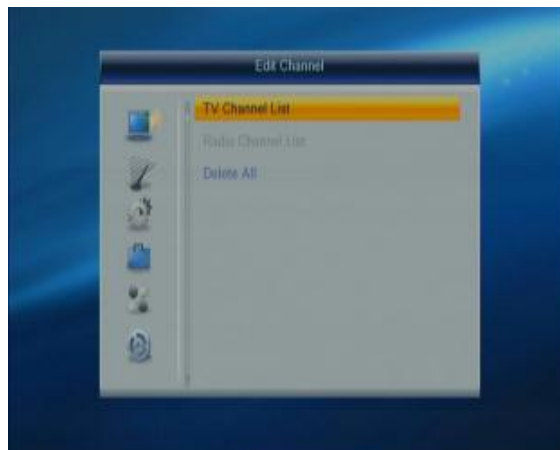 Edit Channel
TV Channel List
Radio Channel List
Delete All